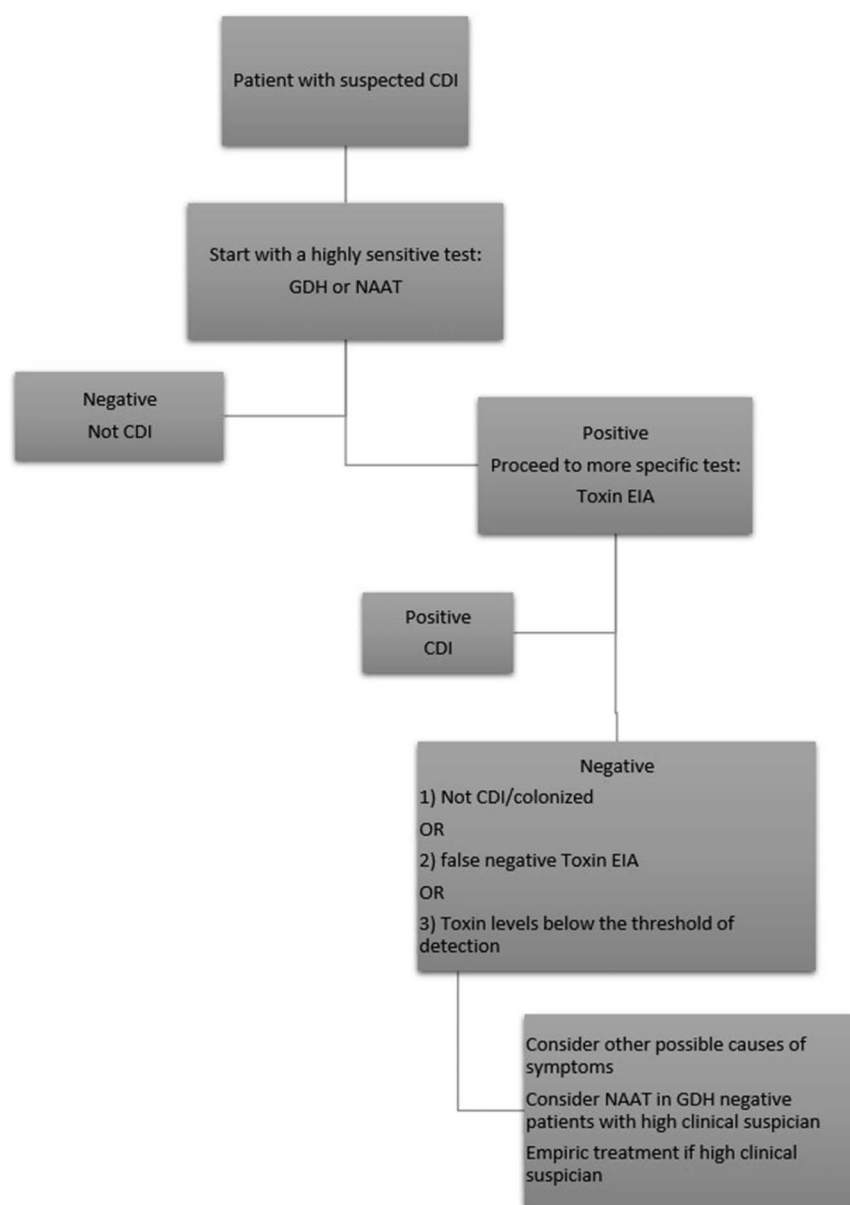 Patient with suspected CDI
Start with a highly sensitive test:
GDH or NAAT
Negative
Not CDI
Positive
Proceed to more specific test:
Toxin EIA
Positive
CDI
Negative
1) Not CDI/colonized
OR
2) false negative Toxin EIA
OR
3) Toxin levels below the threshold of
detection
Consider other possible causes of
symptoms
Consider NAAT in GDH negative
patients with high clinical suspician
Empiric treatment if high clinical
suspician